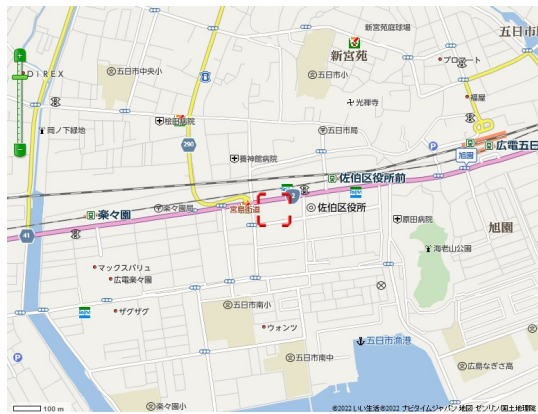 新宮苑庭球場
五日市
新宮苑
DiREX
五日市中央小
五日市小
プロマート
福屋
光禅寺
岡ノ下緑地
桧田病院
五日市局
290
養神館病院
旭園
広電五日
佐伯区役所前
楽々園局
宮島街道
佐伯区役所
楽々園
原田病院
旭園
41
海老山公園
マックスバリュ
広電楽々園
ザグザグ
五日市南小
ウォンツ
五日市漁港
五日市南中
広島なぎさ高
楽々園小
100 m
©2022 いい生活©2022 ナビタイムジャパン 地図 ゼンリン/国土地理院